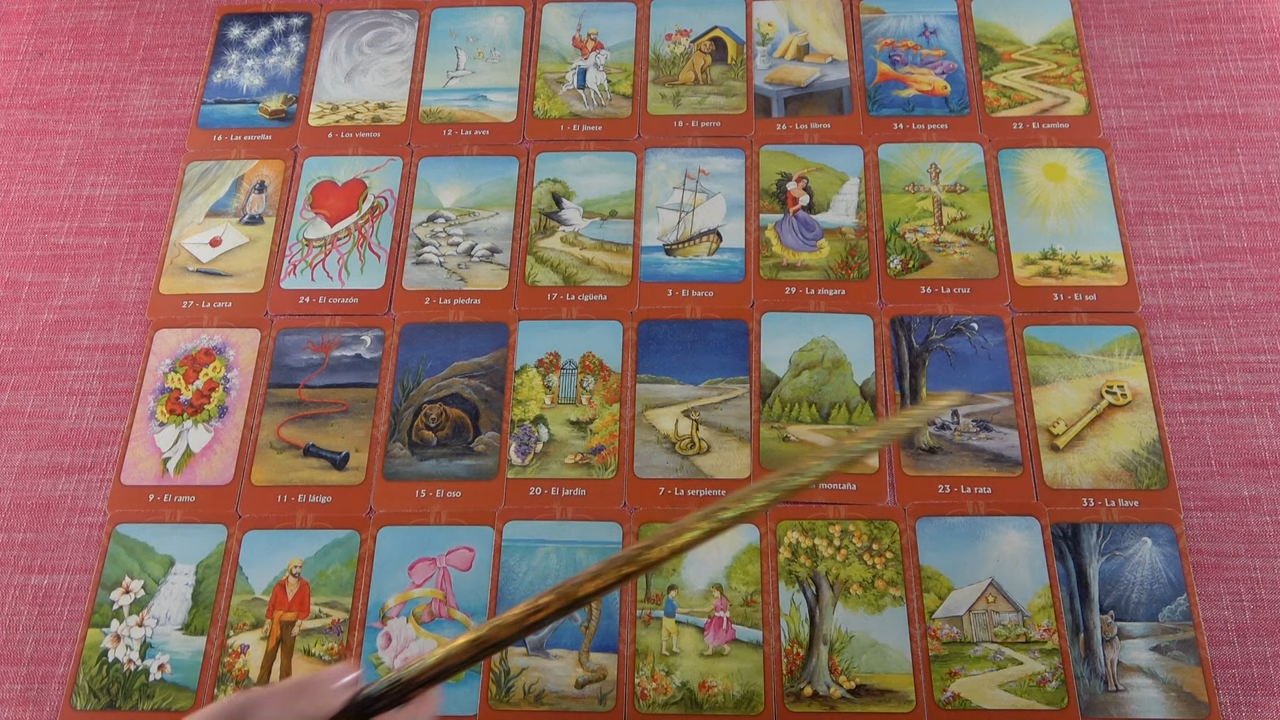 16 - Las estrellas
6 - Los vientos
12 - Las aves
1 - El jinete
18 - El perro
26 - Los libros
34 - Los peces
22 - El camino
27 - La carta
24 - El corazón
2 - Las piedras
17 - La cigüeña
3 - El barco
29 - La zíngara
36 - La cruz
31 - El sol
9 - El ramo
11 - El látigo
15 - El oso
20 - El jardín
7 - La serpiente
montaña
23 - La rata
33 - La llave